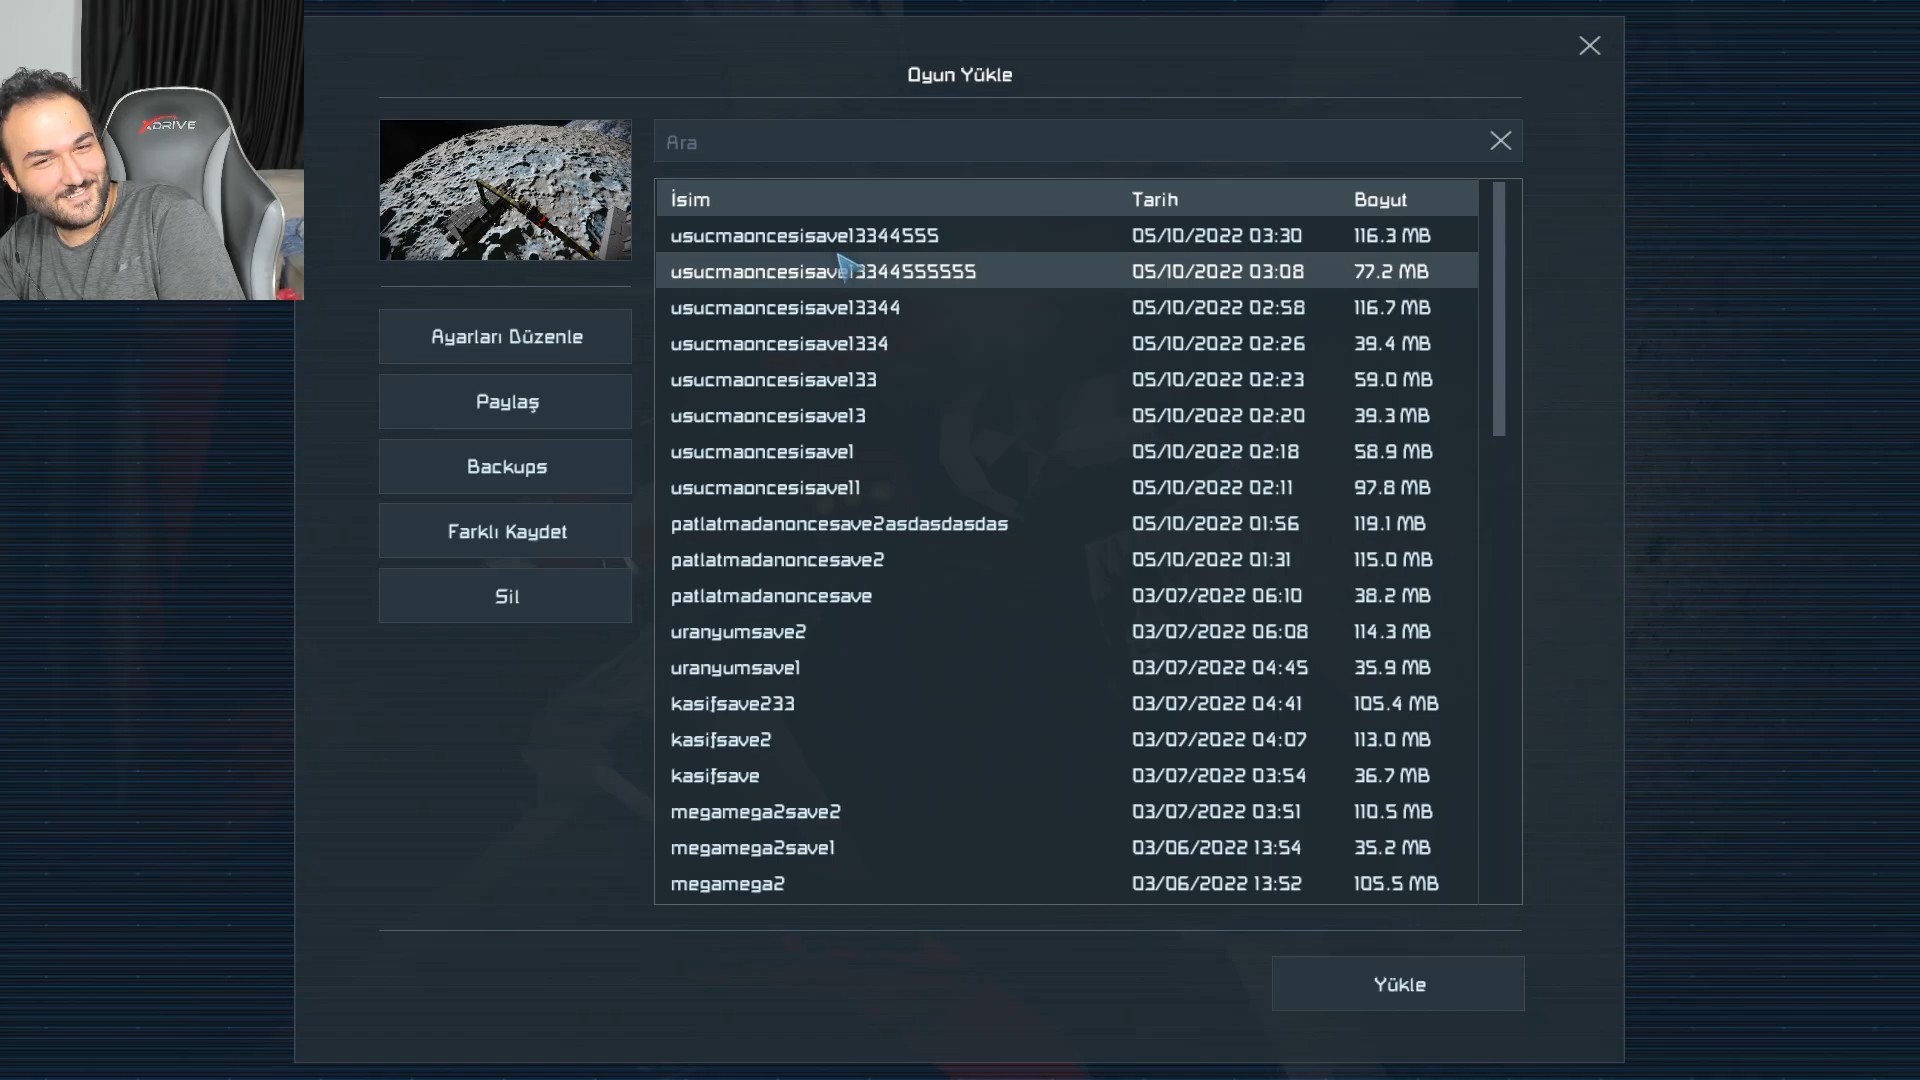 XDRIVE
Oyun Yükle
Ara
Ayarları Düzenle
Paylaş
Backups
Farklı Kaydet
Sil
İsim Tarih Boyut
usucmaoncesisave13344555 05/10/2022 03:30 116.3 MB
usucmaoncesisave13344555555 05/10/2022 03:08 77.2 MB
usucmaoncesisave13344 05/10/2022 02:58 116.7 MB
usucmaoncesisave1334 05/10/2022 02:26 39.4 MB
usucmaoncesisave133 05/10/2022 02:23 59.0 MB
usucmaoncesisave13 05/10/2022 02:20 39.3 MB
usucmaoncesisave1 05/10/2022 02:18 58.9 MB
usucmaoncesisave11 05/10/2022 02:11 97.8 MB
patlatmadanoncesave2asdasdasdas 05/10/2022 01:56 119.1 MB
patlatmadanoncesave2 05/10/2022 01:31 115.0 MB
patlatmadanoncesave 03/07/2022 06:10 38.2 MB
uranyumsave2 03/07/2022 06:08 114.3 MB
uranyumsave1 03/07/2022 04:45 35.9 MB
kasifsave233 03/07/2022 04:41 105.4 MB
kasifsave2 03/07/2022 04:07 113.0 MB
kasifsave 03/07/2022 03:54 36.7 MB
megamega2save2 03/07/2022 03:51 110.5 MB
megamega2save1 03/06/2022 13:54 35.2 MB
megamega2 03/06/2022 13:52 105.5 MB
Yükle